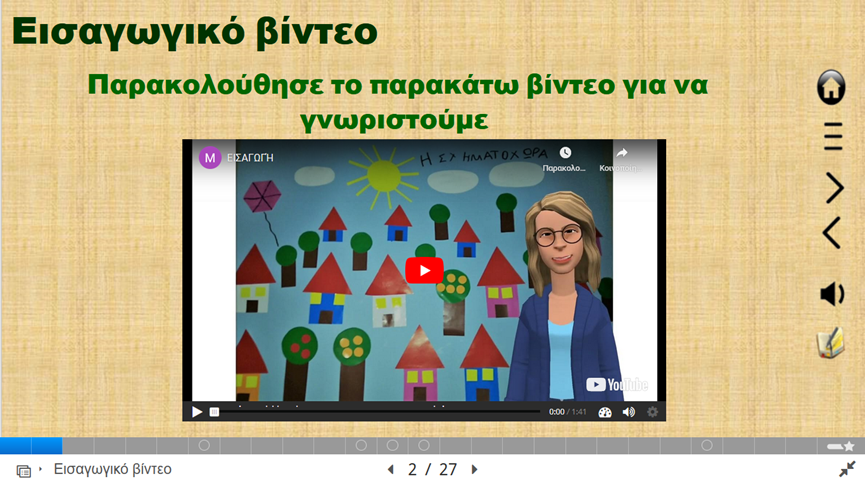 Εισαγωγικό βίντεο
Παρακολούθησε το παρακάτω βίντεο για να
γνωριστούμε
M ΕΙΣΑΓΩΓΗ
Η ΣΧΗΜΑΤΟΧΩΡΑ
Παρακολο...
YouTube
0:00 / 1:41
Εισαγωγικό βίντεο
2 / 27